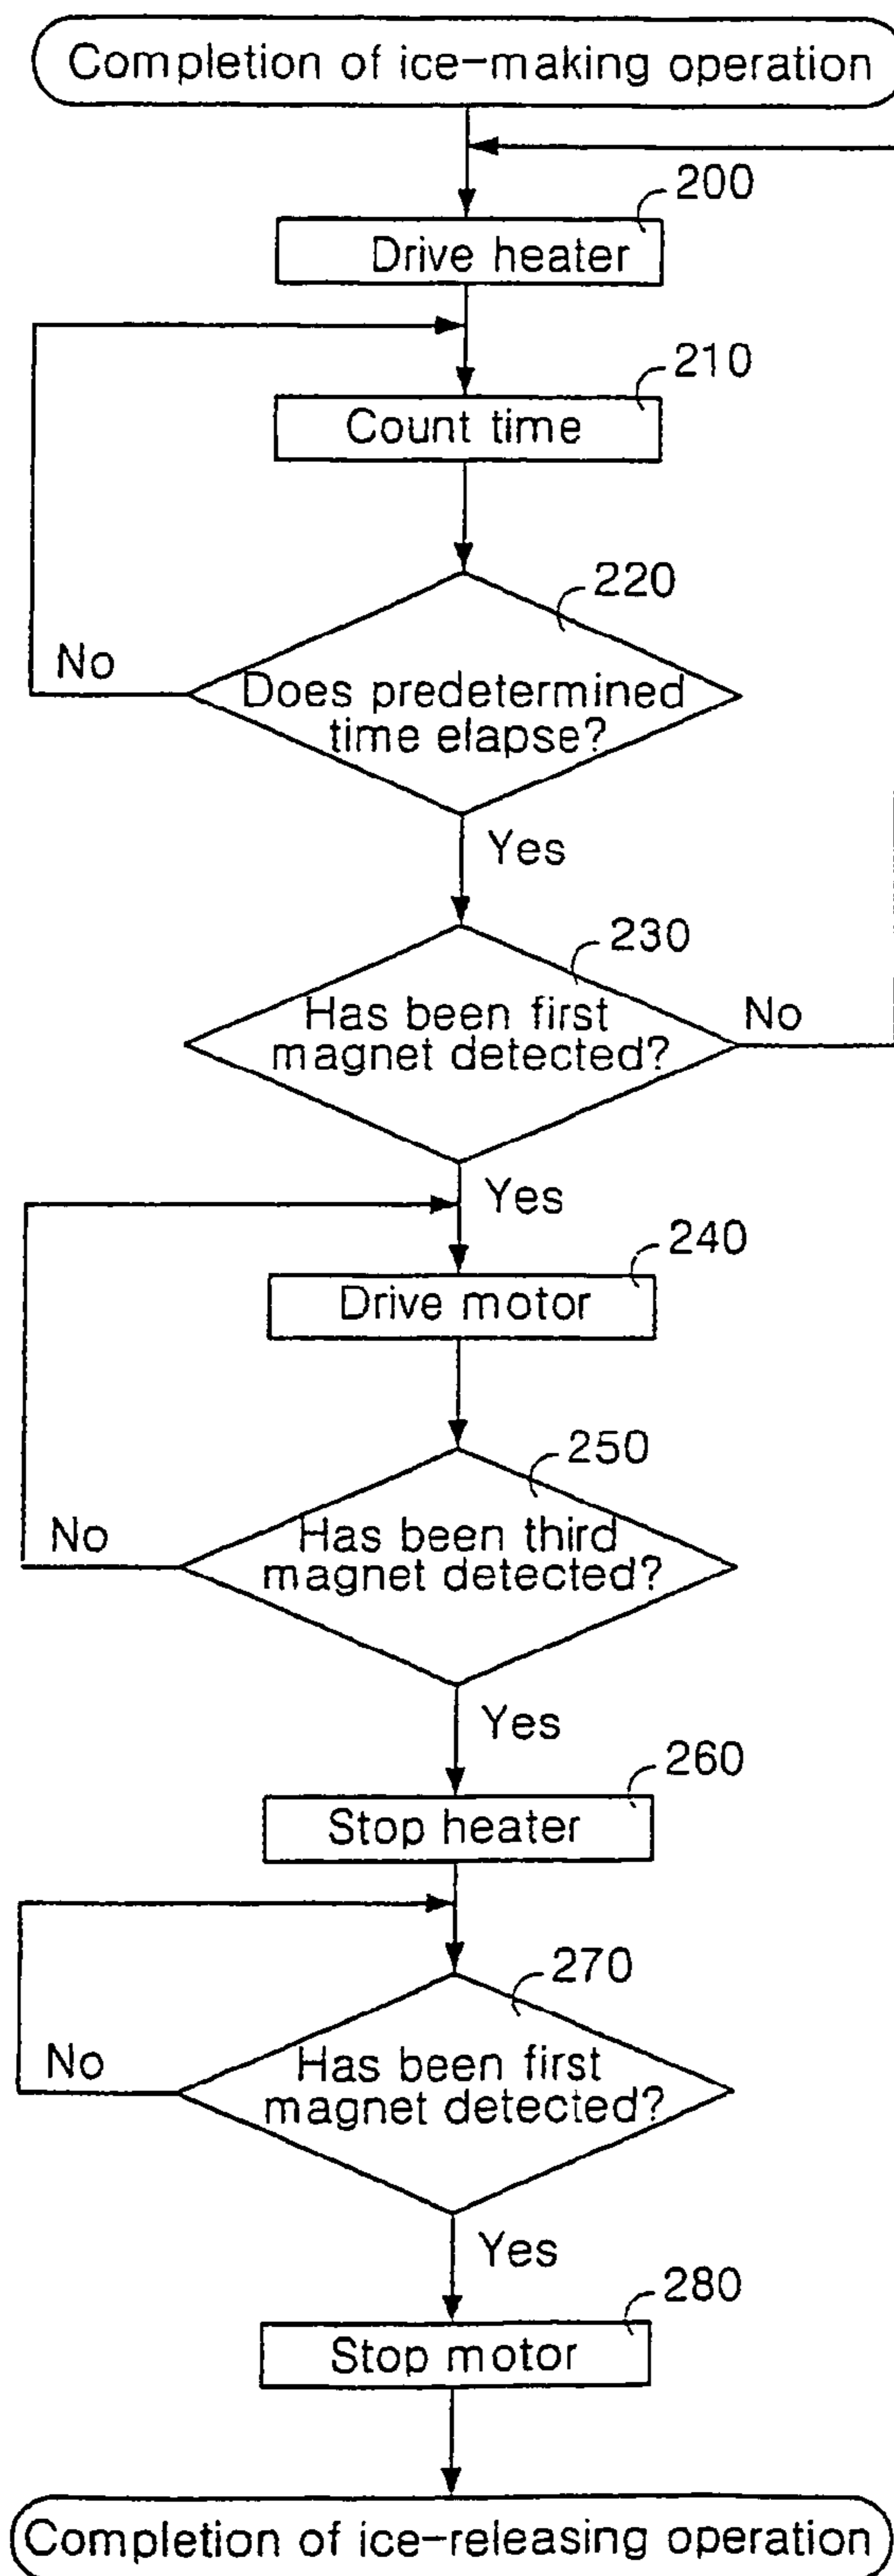 Completion of ice-making operation
200
Drive heater
210
Count time
220
No
Does predetermined
time elapse?
Yes
230
Has been first
magnet detected?
No
Yes
240
Drive motor
250
No
Has been third
magnet detected?
Yes
260
Stop heater
270
No
Has been first
magnet detected?
Yes
280
Stop motor
Completion of ice-releasing operation